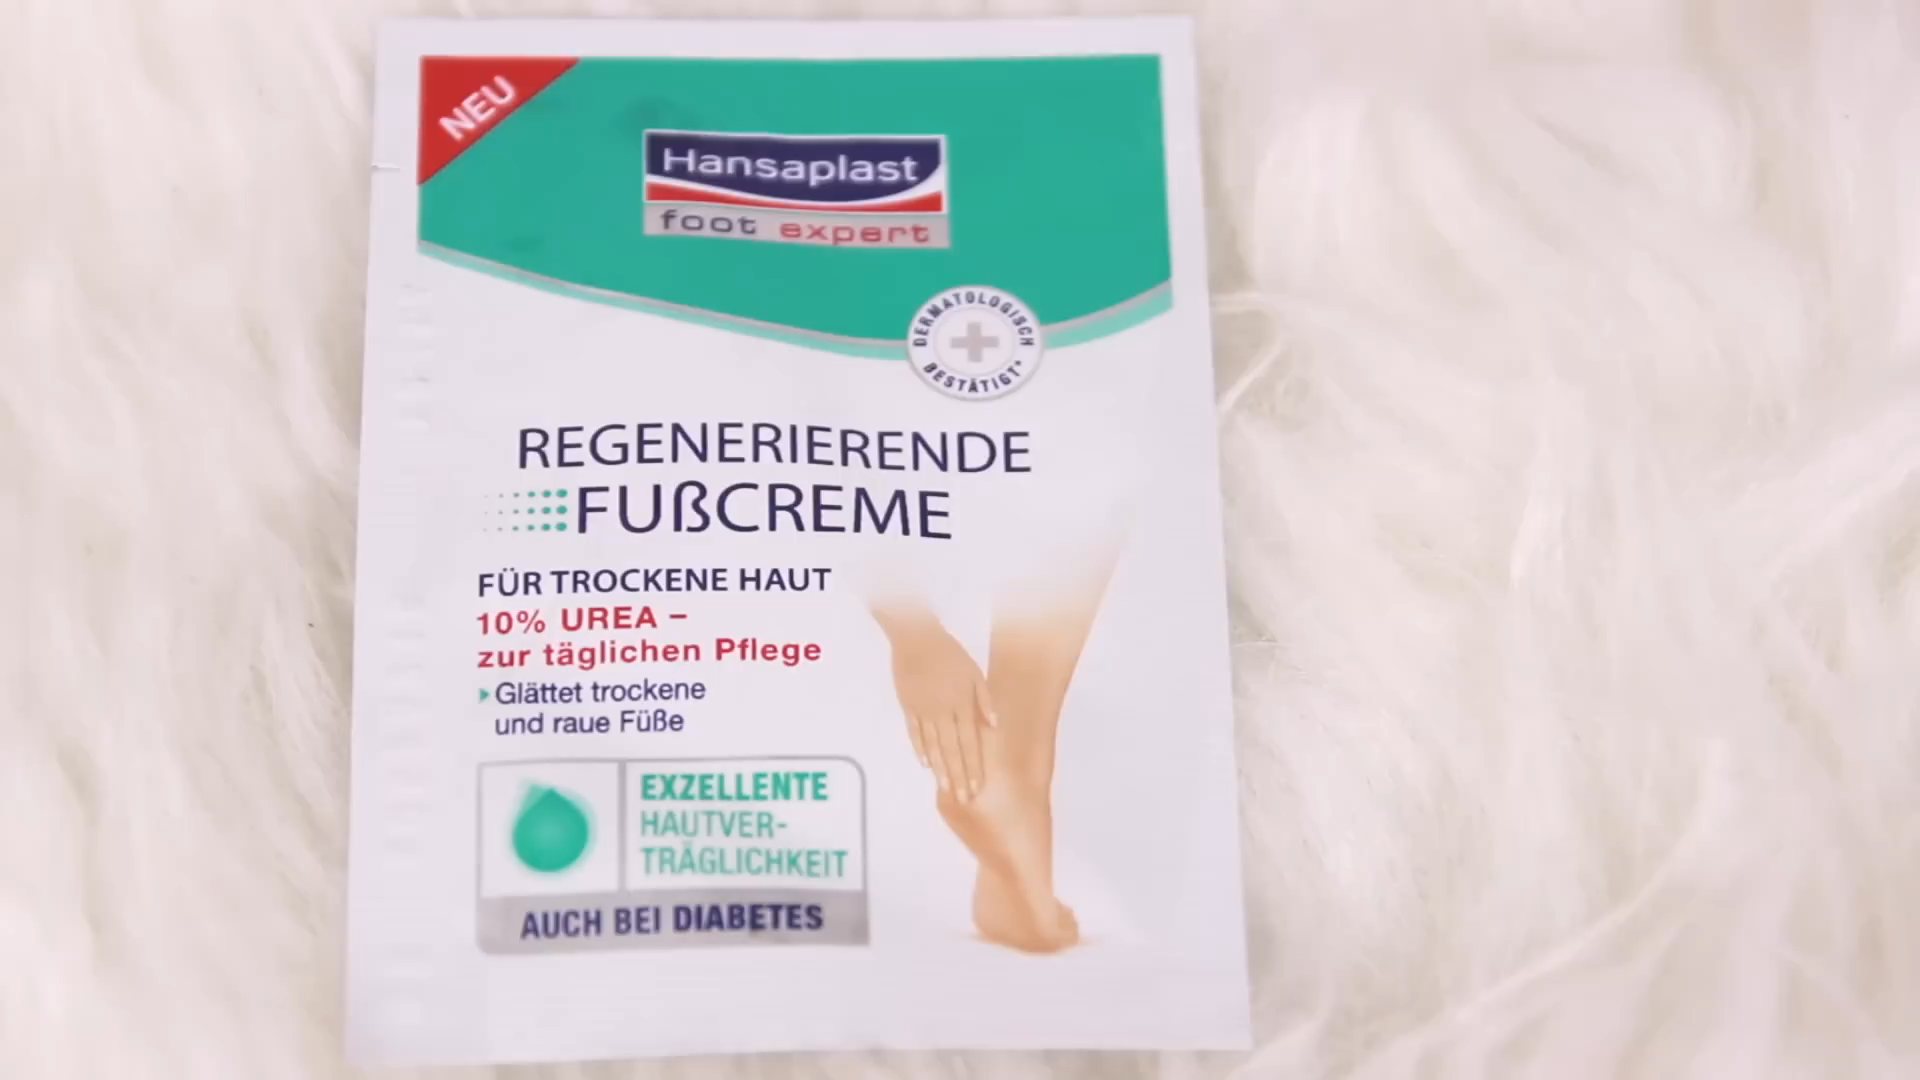 NEU
Hansaplast
foot expert
DERMATOLOGISCH
BESTÄTIGT*
REGENERIERENDE
FUßCREME
FÜR TROCKENE HAUT
10% UREA –
zur täglichen Pflege
Glättet trockene
und raue Füße
EXZELLENTE
HAUTVER-
TRÄGLICHKEIT
AUCH BEI DIABETES